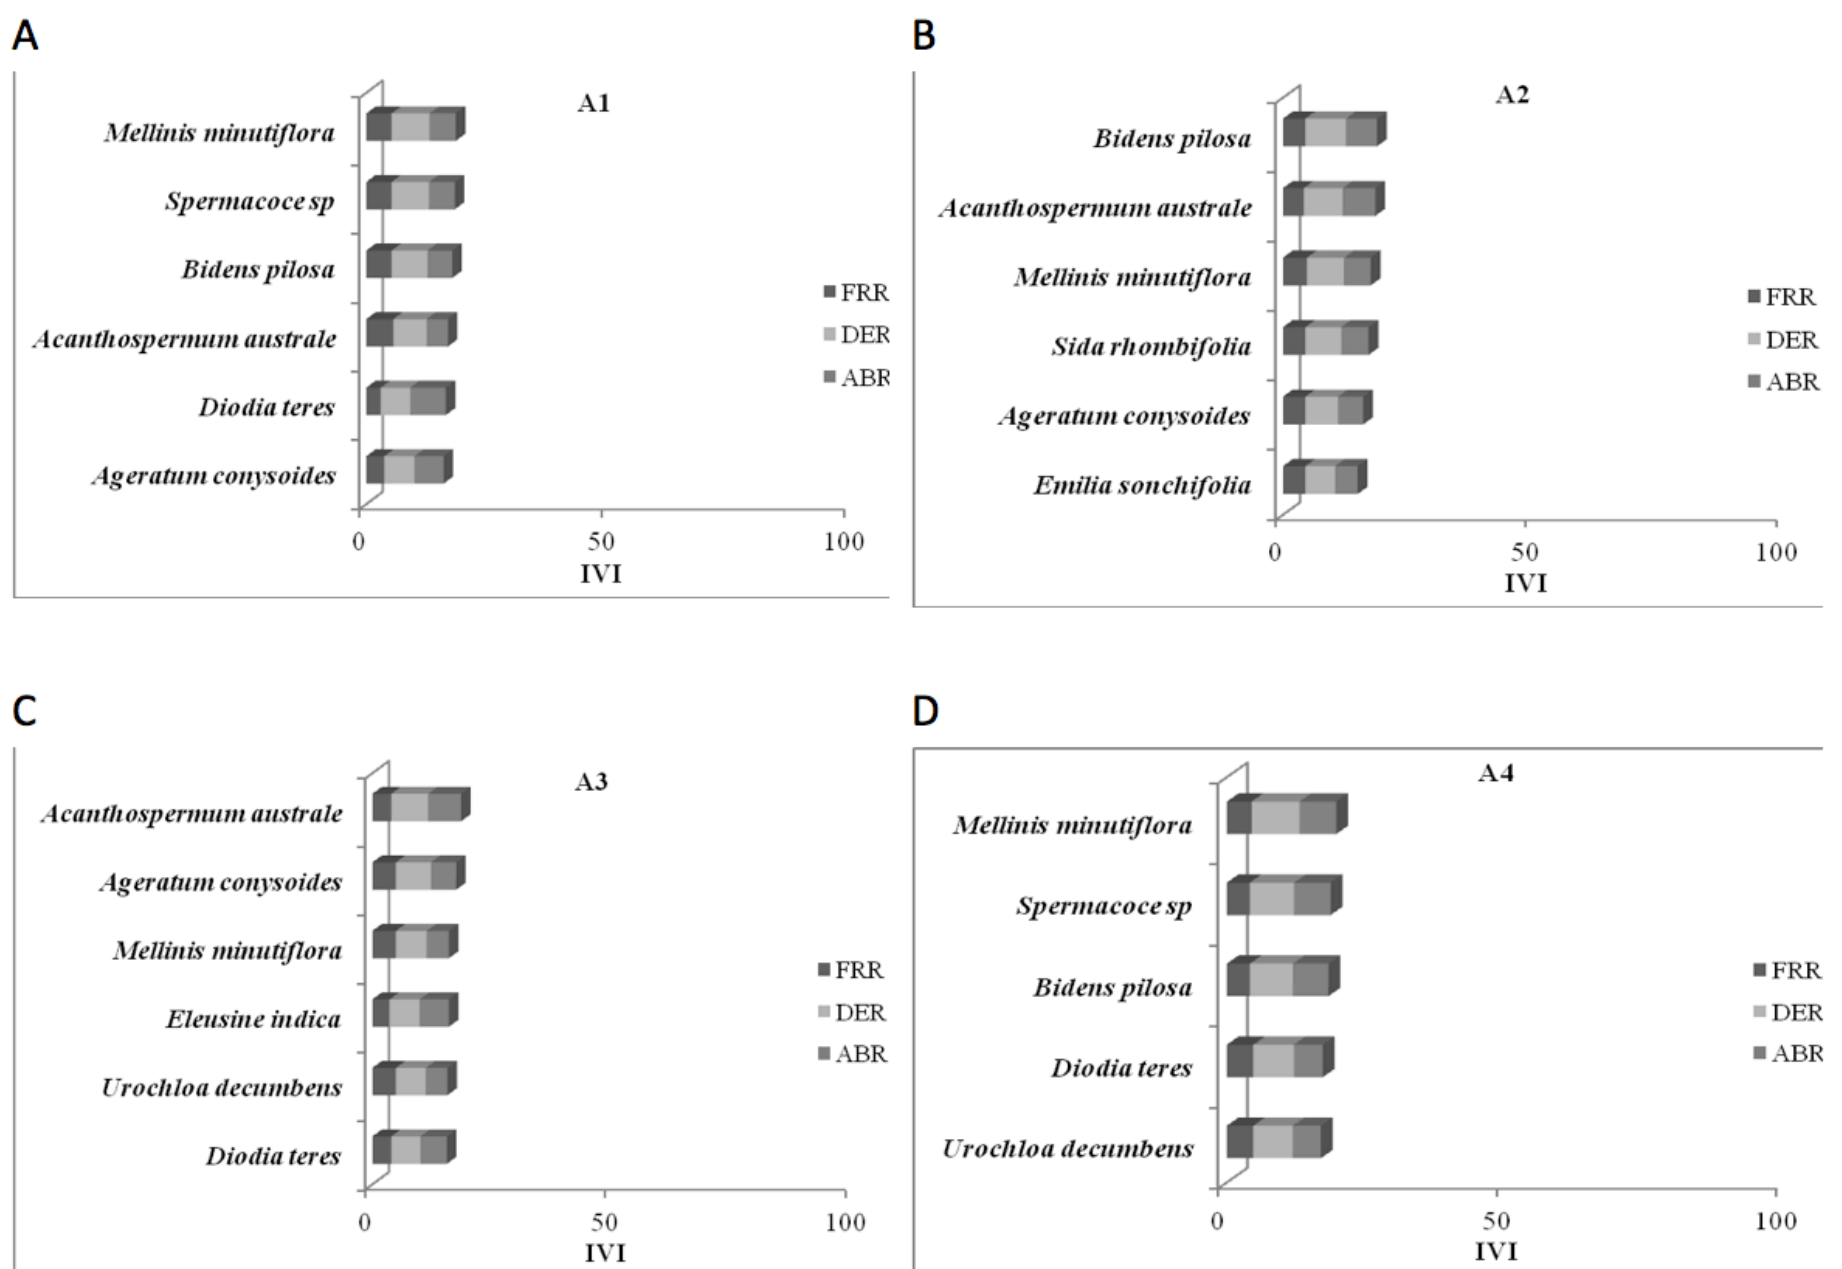 A
A1
Mellinis minutiflora
Spermacoce sp
Bidens pilosa
Acanthospermum australe
Diodia teres
Ageratum conysoides
FRR
DER
ABR
0 50 100
IVI
B
A2
Bidens pilosa
Acanthospermum australe
Mellinis minutiflora
Sida rhombifolia
Ageratum conysoides
Emilia sonchifolia
FRR
DER
ABR
0 50 100
IVI
C
A3
Acanthospermum australe
Ageratum conysoides
Mellinis minutiflora
Eleusine indica
Urochloa decumbens
Diodia teres
FRR
DER
ABR
0 50 100
IVI
D
A4
Mellinis minutiflora
Spermacoce sp
Bidens pilosa
Diodia teres
Urochloa decumbens
FRR
DER
ABR
0 50 100
IVI